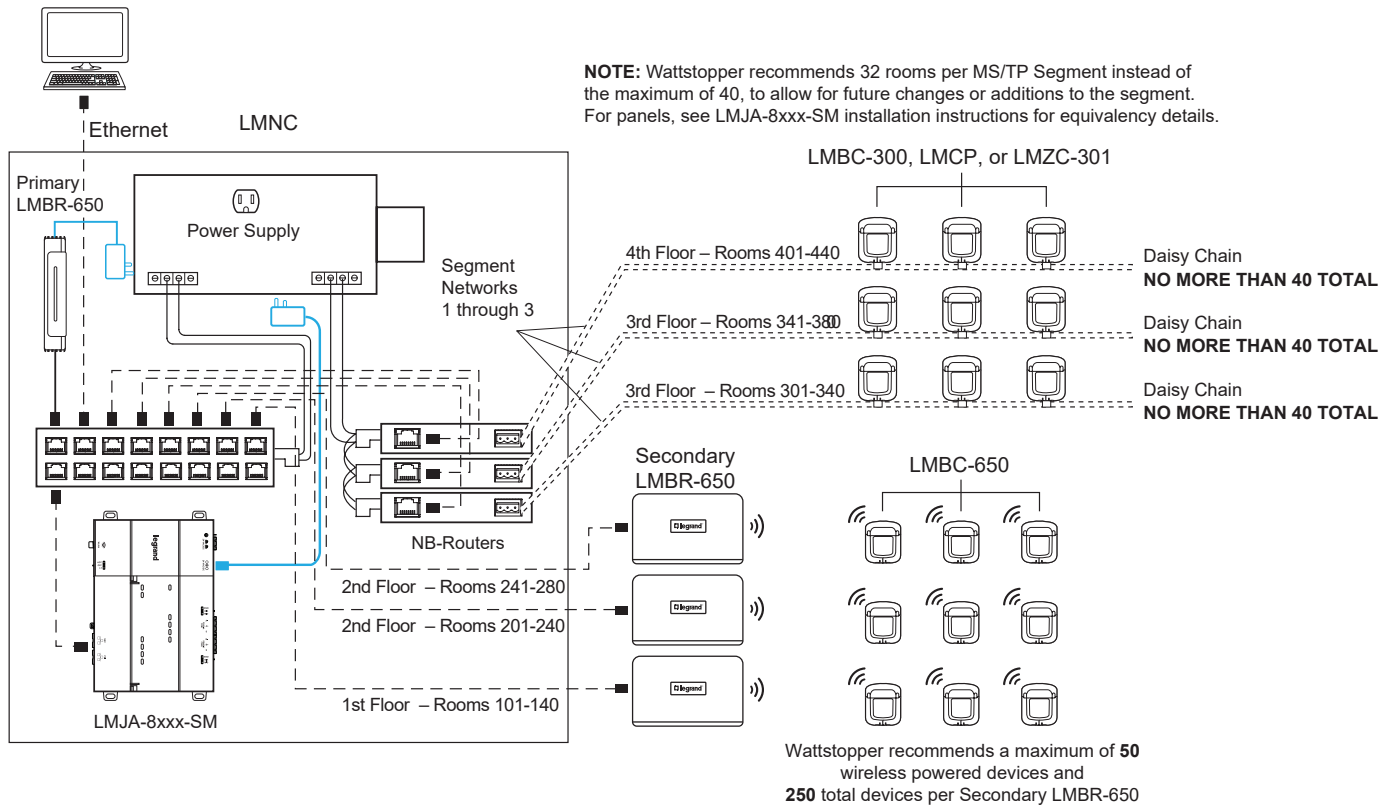 NOTE: Wattstopper recommends 32 rooms per MS/TP Segment instead of
the maximum of 40, to allow for future changes or additions to the segment.
For panels, see LMJA-8xxx-SM installation instructions for equivalency details.
Ethernet
LMNC
LMBC-300, LMCP, or LMZC-301
Primary
LMBR-650
Power Supply
Segment
Networks
1 through 3
4th Floor – Rooms 401-440
Daisy Chain
NO MORE THAN 40 TOTAL
3rd Floor – Rooms 341-380
Daisy Chain
NO MORE THAN 40 TOTAL
3rd Floor – Rooms 301-340
Daisy Chain
NO MORE THAN 40 TOTAL
NB-Routers
Secondary
LMBR-650
LMBC-650
legrand
legrand
legrand
legrand
2nd Floor – Rooms 241-280
2nd Floor – Rooms 201-240
1st Floor – Rooms 101-140
LMJA-8xxx-SM
Wattstopper recommends a maximum of 50
wireless powered devices and
250 total devices per Secondary LMBR-650